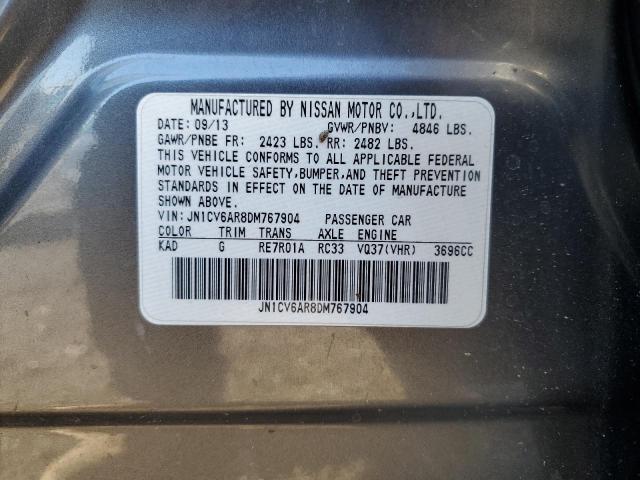 MANUFACTURED BY NISSAN MOTOR CO.,LTD.
DATE: 09/13 GVWR/PNBV: 4846 LBS.
GAWR/PNBE FR: 2423 LBS. RR: 2482 LBS.
THIS VEHICLE CONFORMS TO ALL APPLICABLE FEDERAL
MOTOR VEHICLE SAFETY,BUMPER,AND THEFT PREVENTION
STANDARDS IN EFFECT ON THE DATE OF MANUFACTURE
SHOWN ABOVE.
VIN: JN1CV6AR8DM767904 PASSENGER CAR
COLOR TRIM TRANS AXLE ENGINE
KAD G RE7R01A RC33 VQ37(VHR) 3696CC
JN1CV6AR8DM767904